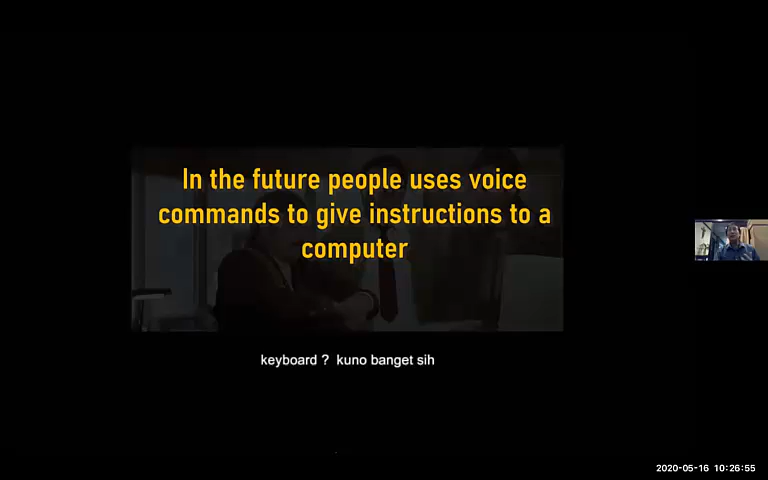 In the future people uses voice
commands to give instructions to a
computer
keyboard ? kuno banget sih
2020-05-16 10:26:55